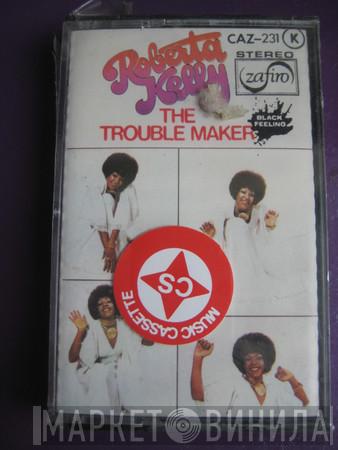 Roberta
Kelly
CAZ-231 K
STEREO
zafiro
THE
TROUBLE MAKER
BLACK
FEELING
CS
MUSIC CASSETTE
МАРКЕТ ВИНИЛА